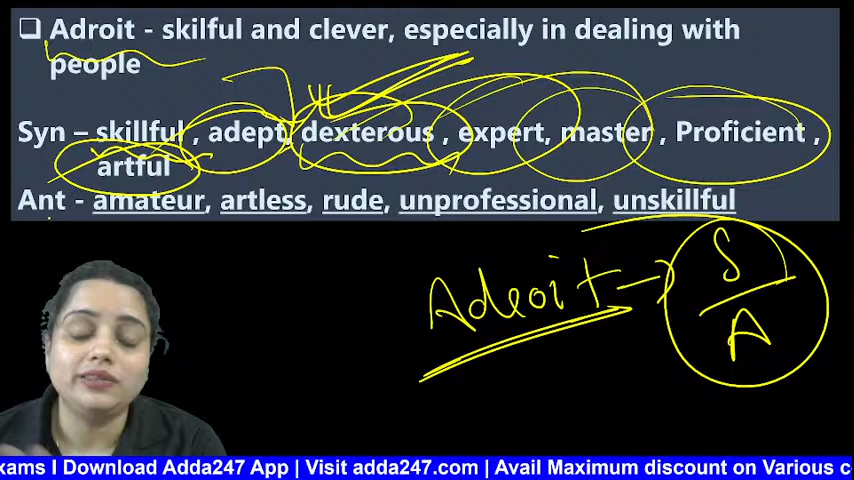 ❑ Adroit - skilful and clever, especially in dealing with
people
Syn – skillful , adept, dexterous , expert, master , Proficient ,
artful
Ant - amateur, artless, rude, unprofessional, unskillful
Adroit → S
A
xams I Download Adda247 App | Visit adda247.com | Avail Maximum discount on Various c